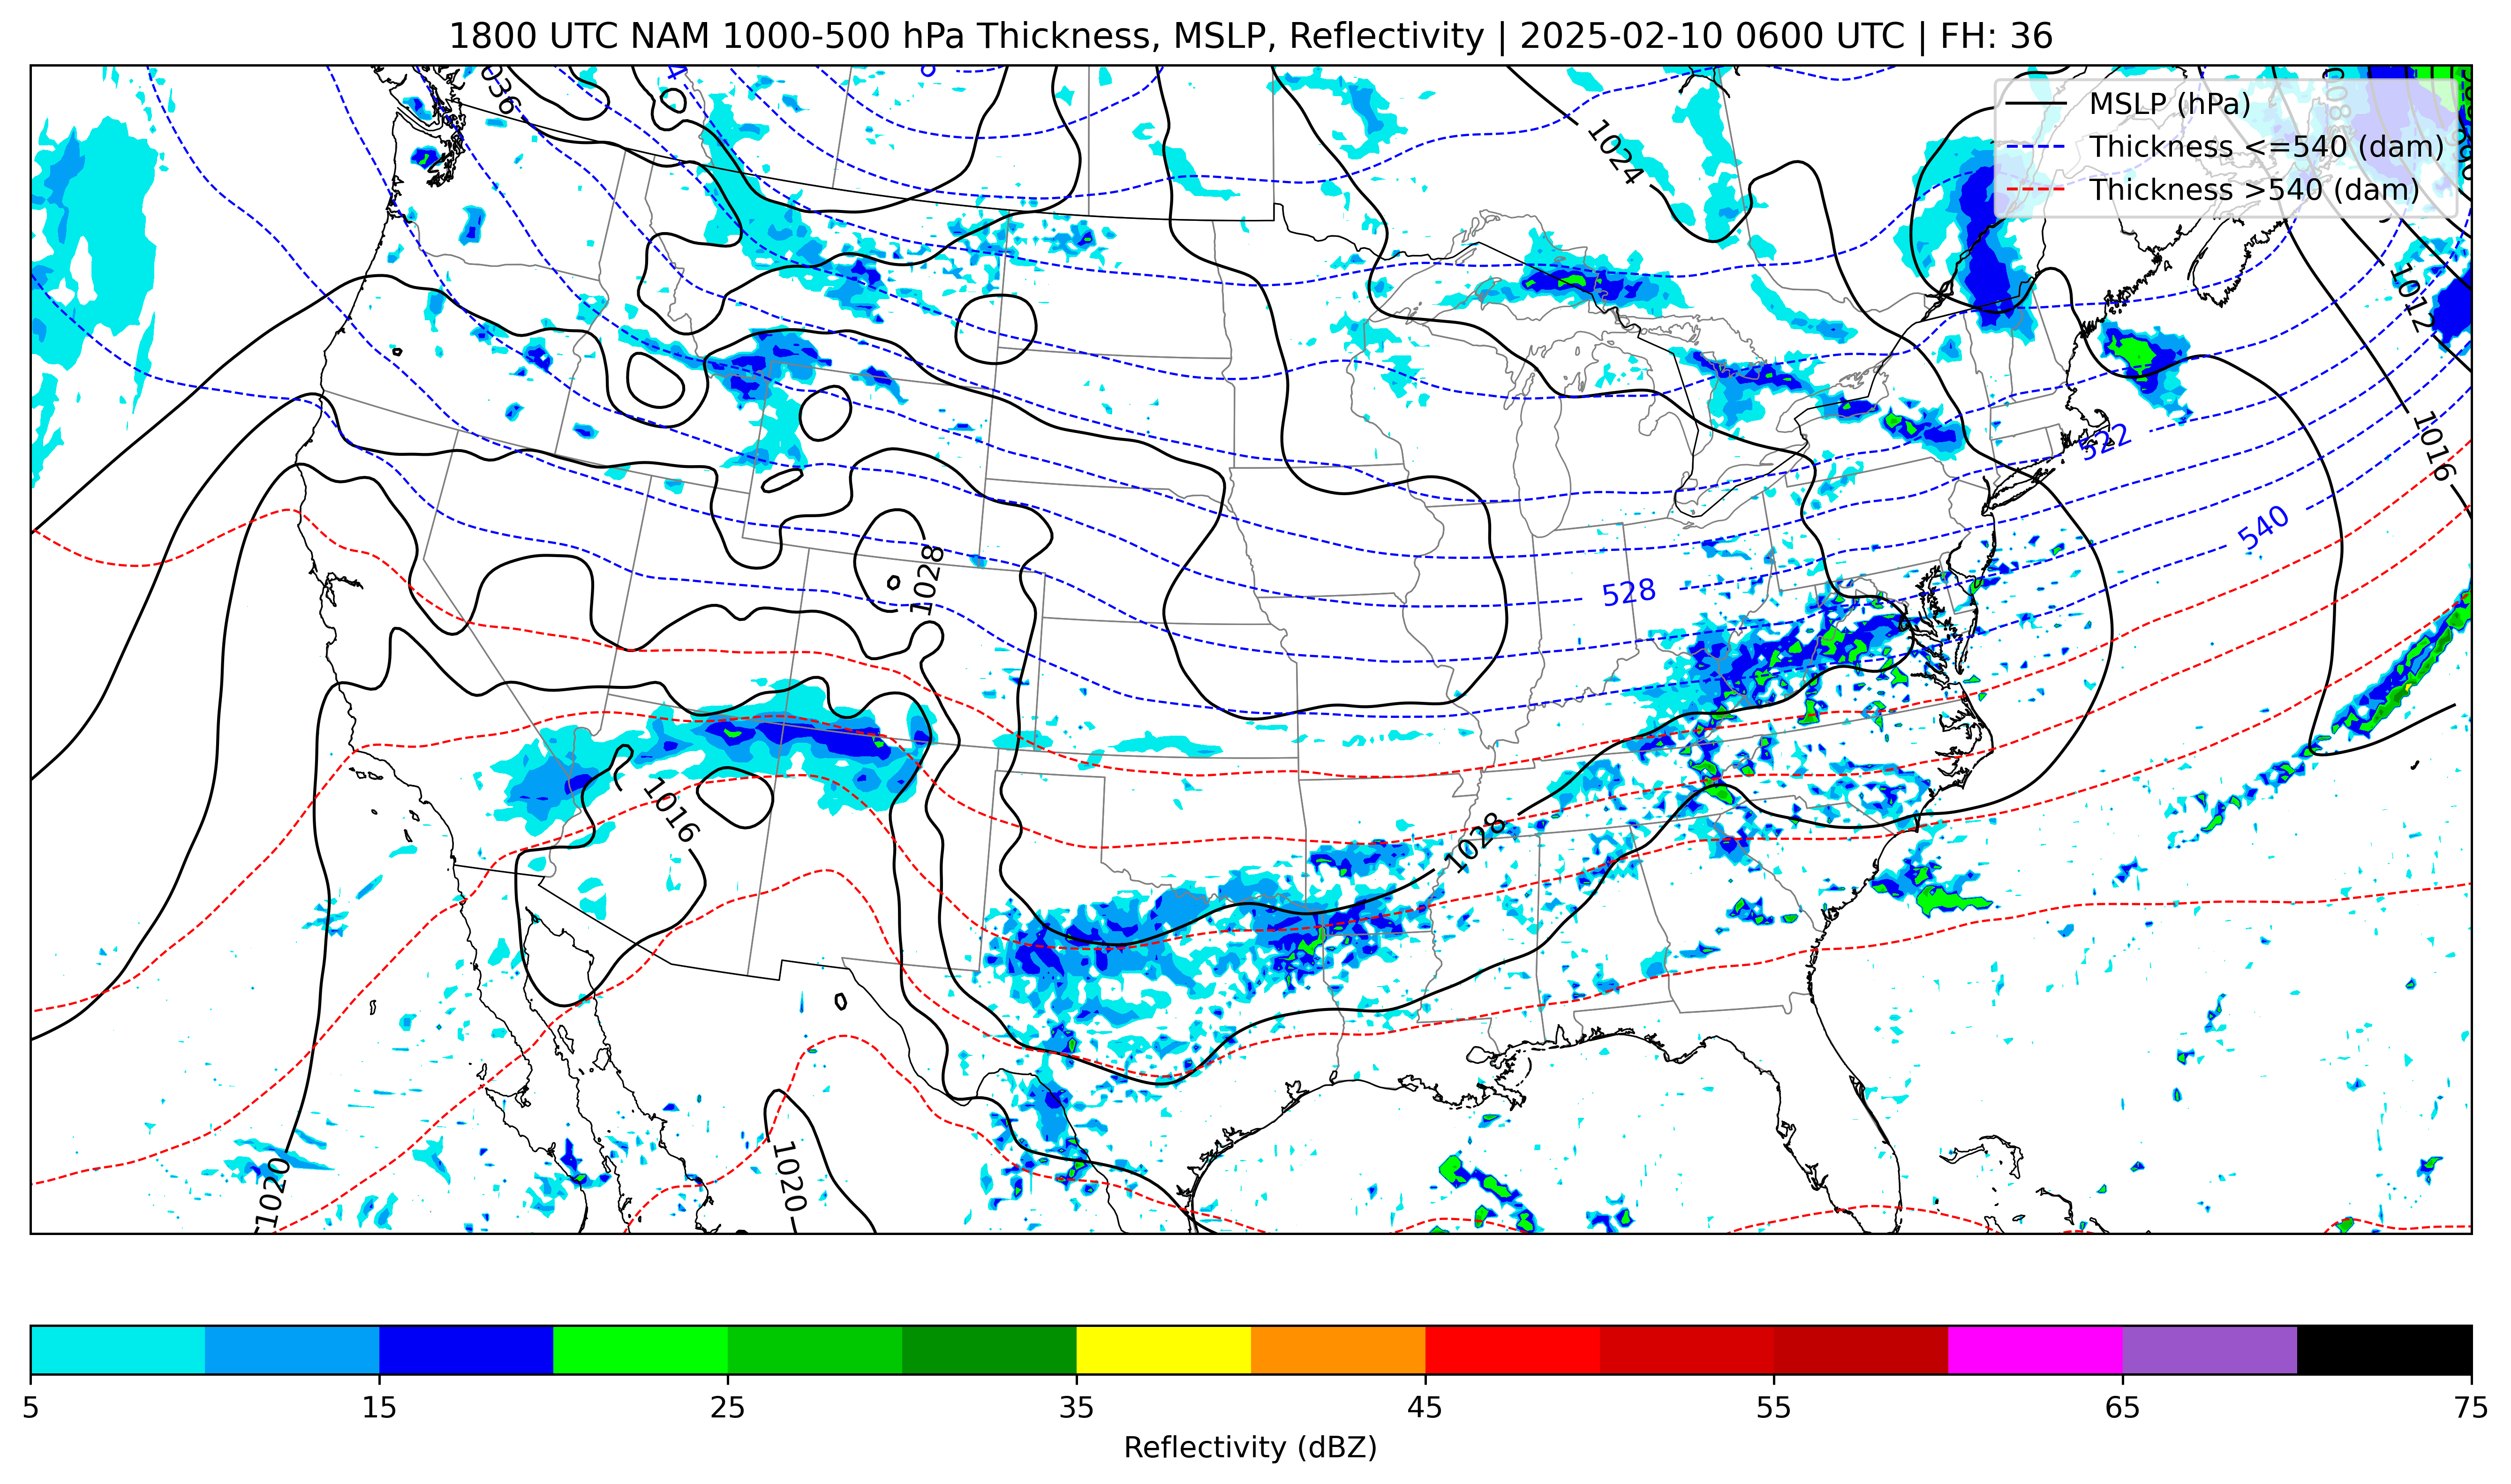 1800 UTC NAM 1000-500 hPa Thickness, MSLP, Reflectivity | 2025-02-10 0600 UTC | FH: 36
MSLP (hPa)
Thickness <=540 (dam)
Thickness >540 (dam)
1024
1012
1016
522
540
1028
528
1016
1028
1020
1020
5 15 25 35 45 55 65 75
Reflectivity (dBZ)